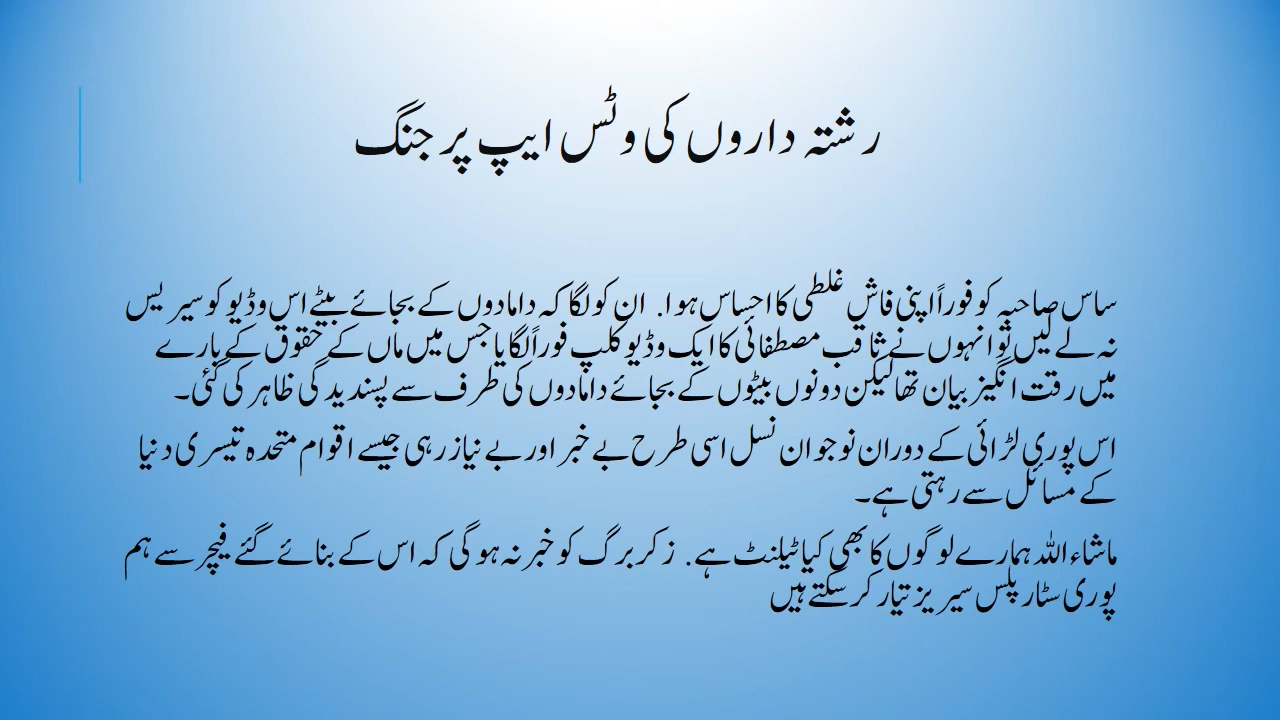 رشتہ داروں کی وٹس ایپ پر جنگ
ساس صاحبہ کو فوراً اپنی فاش غلطی کا احساس ہوا. ان کو لگا کہ دامادوں کے بجائے بیٹے اس وڈیو کو سیریس
نہ لے لیں تو انہوں نے ثاقب مصطفائی کا ایک وڈیو کلپ فوراً لگایا جس میں ماں کے حقوق کے بارے
میں رقت انگیز بیان تھا لیکن دونوں بیٹوں کے بجائے دامادوں کی طرف سے پسندیدگی ظاہر کی گئی۔
اس پوری لڑائی کے دوران نوجوان نسل اسی طرح بے خبر اور بے نیاز رہی جیسے اقوام متحدہ تیسری دنیا
کے مسائل سے رہتی ہے۔
ماشاء اللہ ہمارے لوگوں کا بھی کیا ٹیلنٹ ہے. زکربرگ کو خبر نہ ہوگی کہ اس کے بنائے گئے فیچر سے ہم
پوری سٹار پلس سیریز تیار کر سکتے ہیں